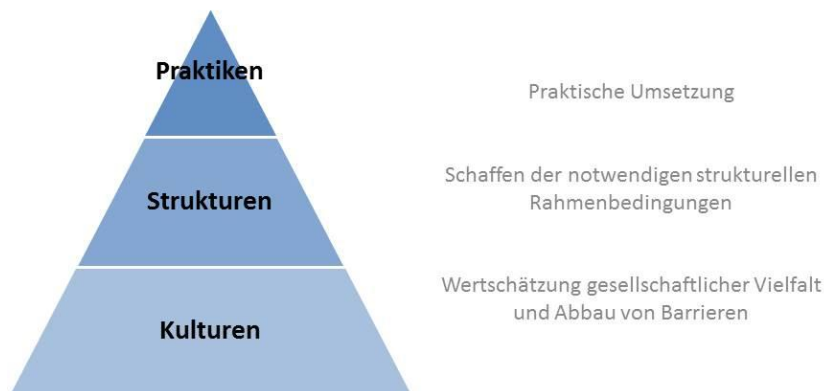 Praktiken
Praktische Umsetzung
Strukturen
Schaffen der notwendigen strukturellen
Rahmenbedingungen
Kulturen
Wertschätzung gesellschaftlicher Vielfalt
und Abbau von Barrieren